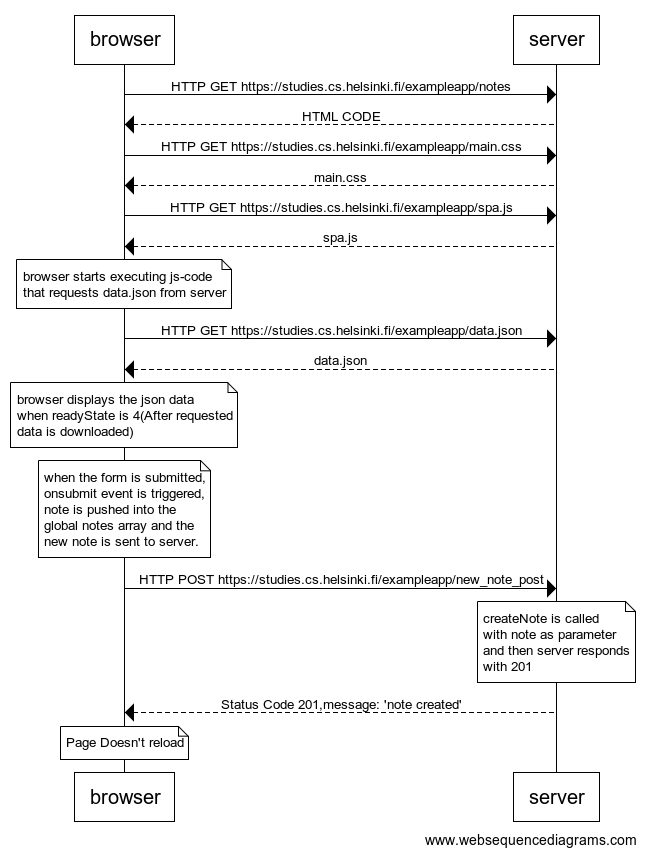 browser
server
HTTP GET https://studies.cs.helsinki.fi/exampleapp/notes
HTML CODE
HTTP GET https://studies.cs.helsinki.fi/exampleapp/main.css
main.css
HTTP GET https://studies.cs.helsinki.fi/exampleapp/spa.js
spa.js
browser starts executing js-code
that requests data.json from server
HTTP GET https://studies.cs.helsinki.fi/exampleapp/data.json
data.json
browser displays the json data
when readyState is 4(After requested
data is downloaded)
when the form is submitted,
onsubmit event is triggered,
note is pushed into the
global notes array and the
new note is sent to server.
HTTP POST https://studies.cs.helsinki.fi/exampleapp/new_note_post
createNote is called
with note as parameter
and then server responds
with 201
Status Code 201,message: 'note created'
Page Doesn't reload
browser
server
www.websequencediagrams.com